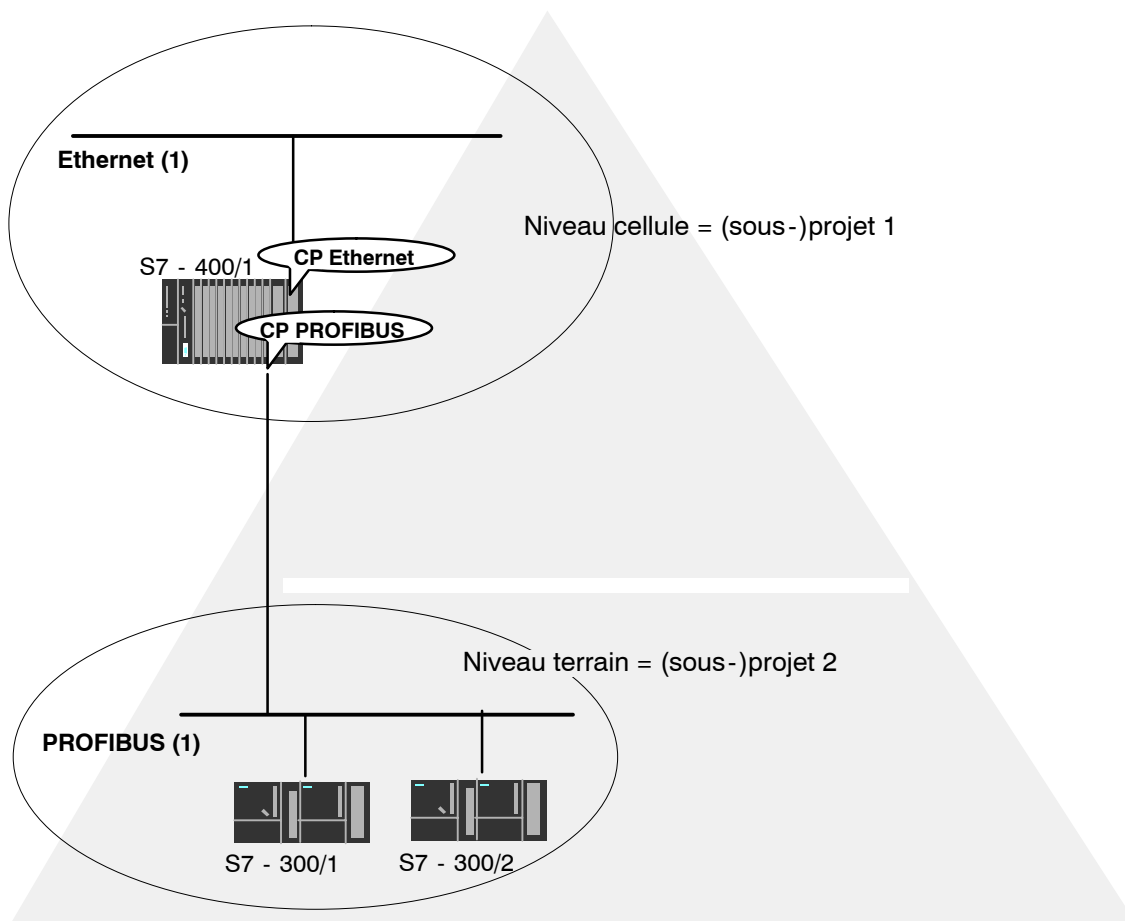 Ethernet (1)
Niveau cellule = (sous-)projet 1
S7 - 400/1
CP Ethernet
CP PROFIBUS
Niveau terrain = (sous-)projet 2
PROFIBUS (1)
S7 - 300/1
S7 - 300/2